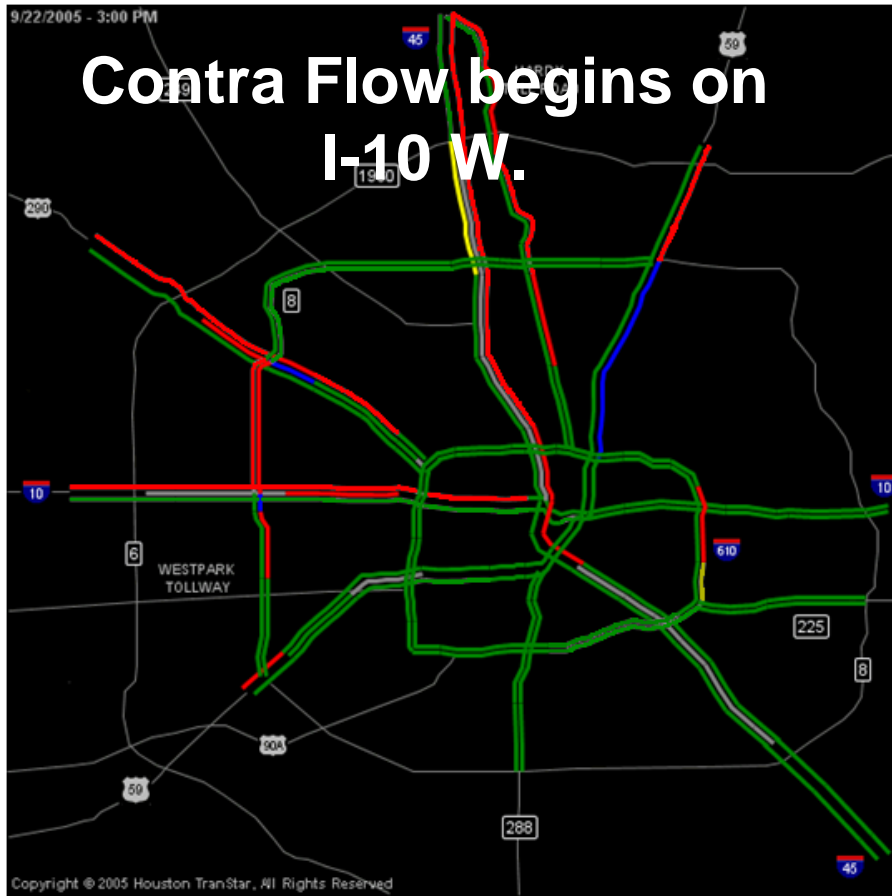 9/22/2005 - 3:00 PM
45
59
Contra Flow begins on
I-10 W.
290
8
10
10
610
6
WESTPARK
TOLLWAY
225
8
90A
59
288
45
Copyright © 2005 Houston TranStar, All Rights Reserved